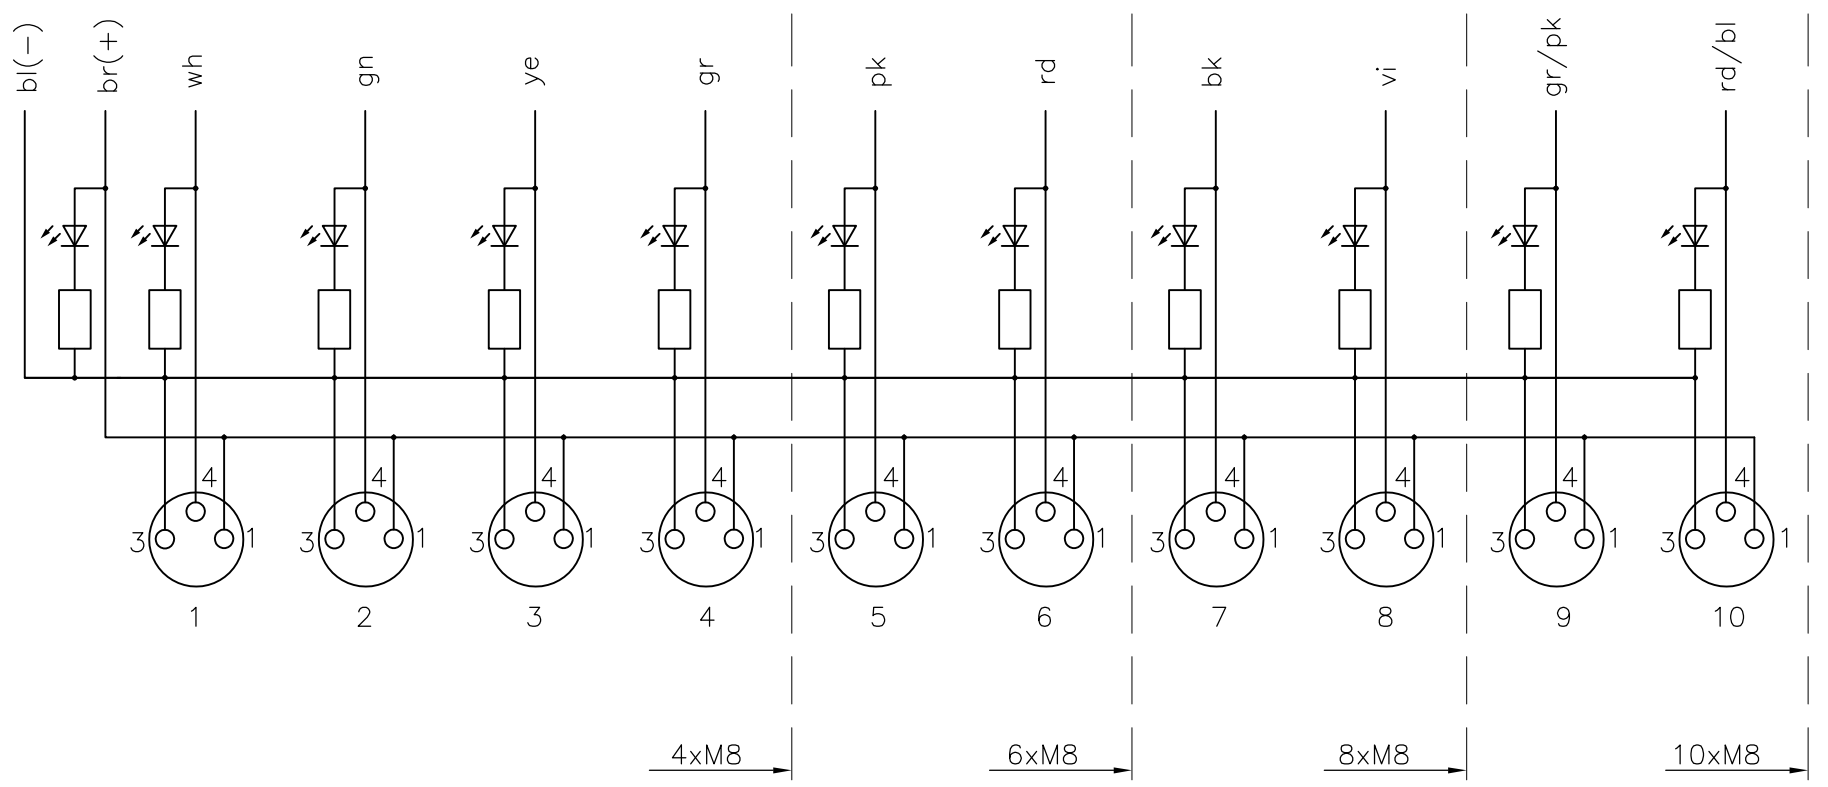 bl(-) br(+) wh gn ye gr pk rd bk vi gr/pk rd/bl
4 4 4 4 4 4 4 4 4 4
3 1 3 1 3 1 3 1 3 1 3 1 3 1 3 1 3 1 3 1
1 2 3 4 5 6 7 8 9 10
4xM8 6xM8 8xM8 10xM8